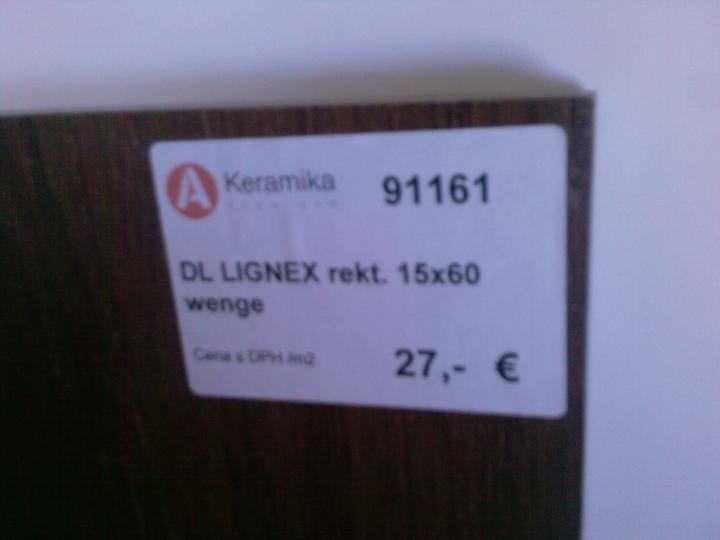 A Keramika 91161
DL LIGNEX rekt. 15x60
wenge
Cena s DPH /m2 27,- €